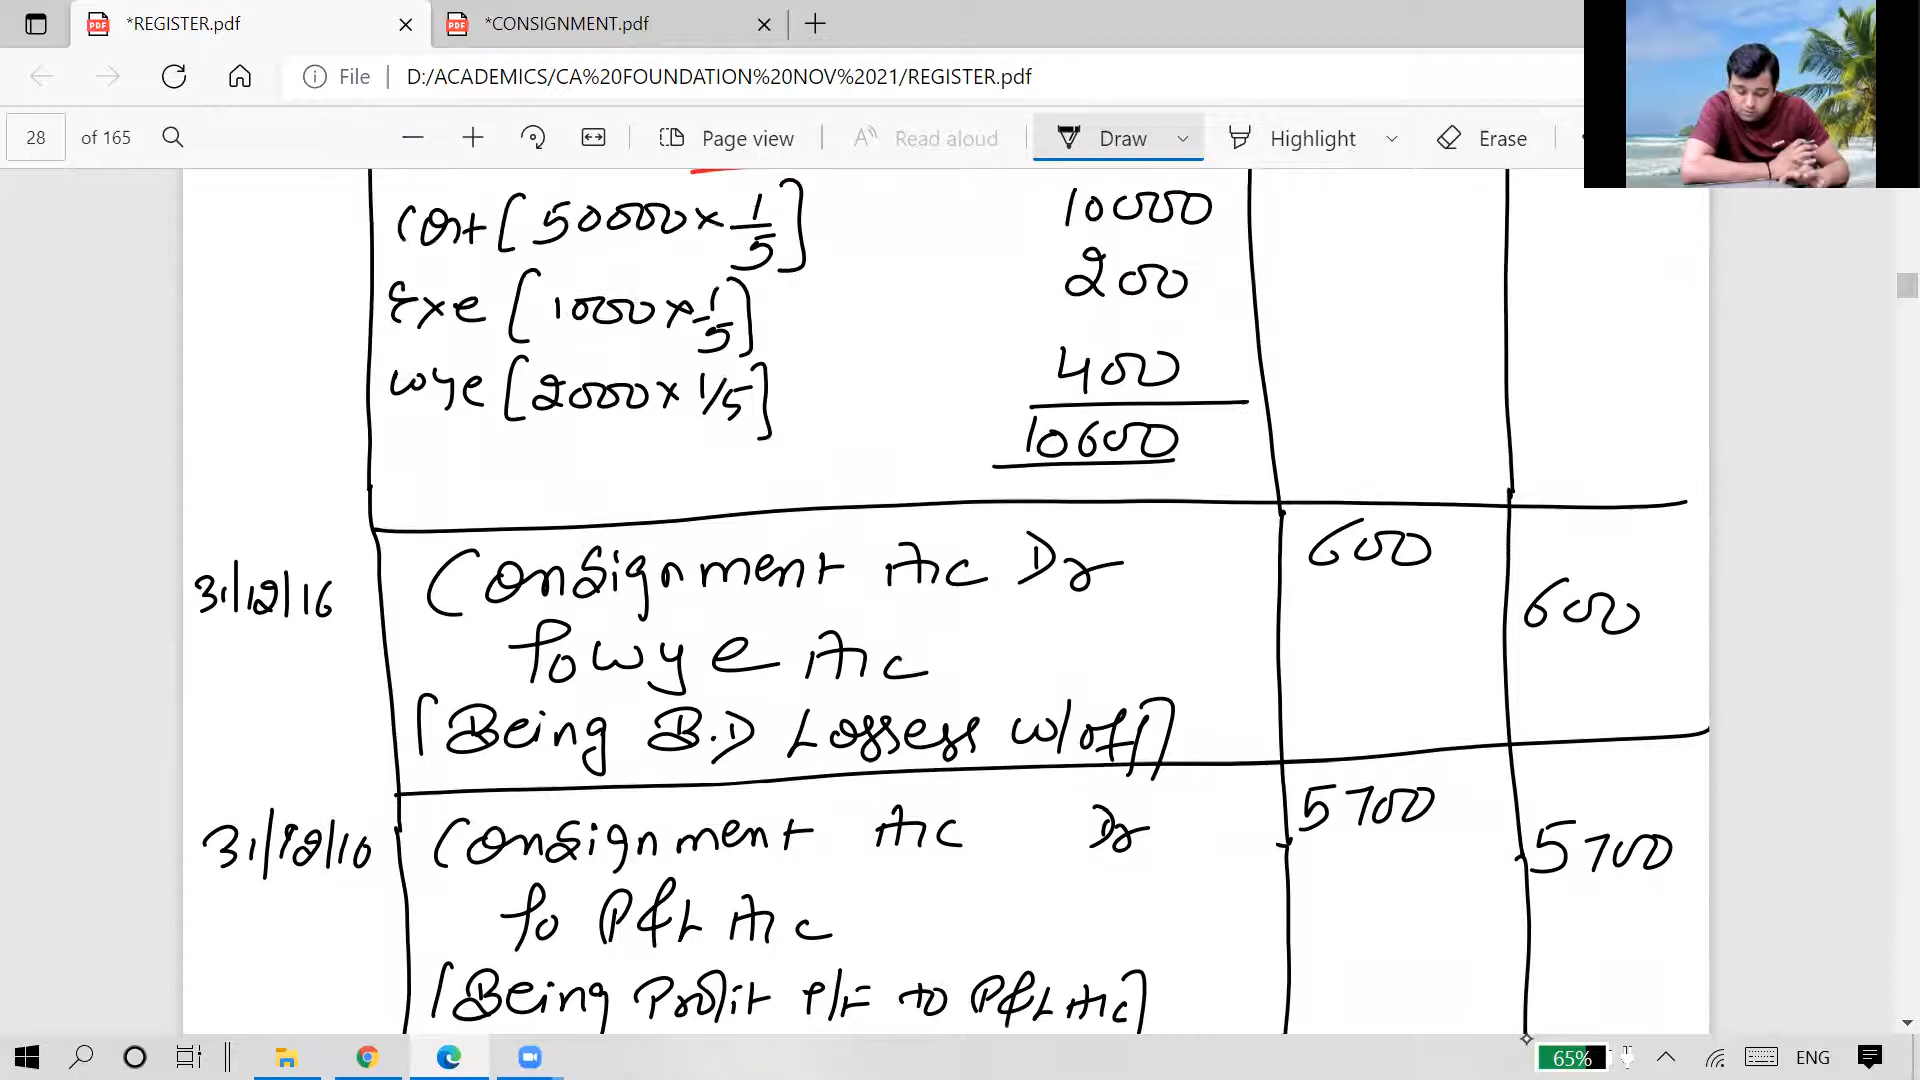 *REGISTER.pdf
*CONSIGNMENT.pdf
File D:/ACADEMICS/CA%20FOUNDATION%20NOV%2021/REGISTER.pdf
28 of 165
Page view
Read aloud
Draw
Highlight
Erase
Cost [50000 x 1/5] 10000
Exe [1000 x 1/5] 200
Wye [2000 x 1/5] 400
10600
31/12/16 Consignment A/c Dr 600
To Wye A/c 600
[Being B.D Lossess w/off]
31/12/16 Consignment A/c Dr 5700
To P&L A/c 5700
[Being Profit t/f to P&L A/c]
65%
ENG